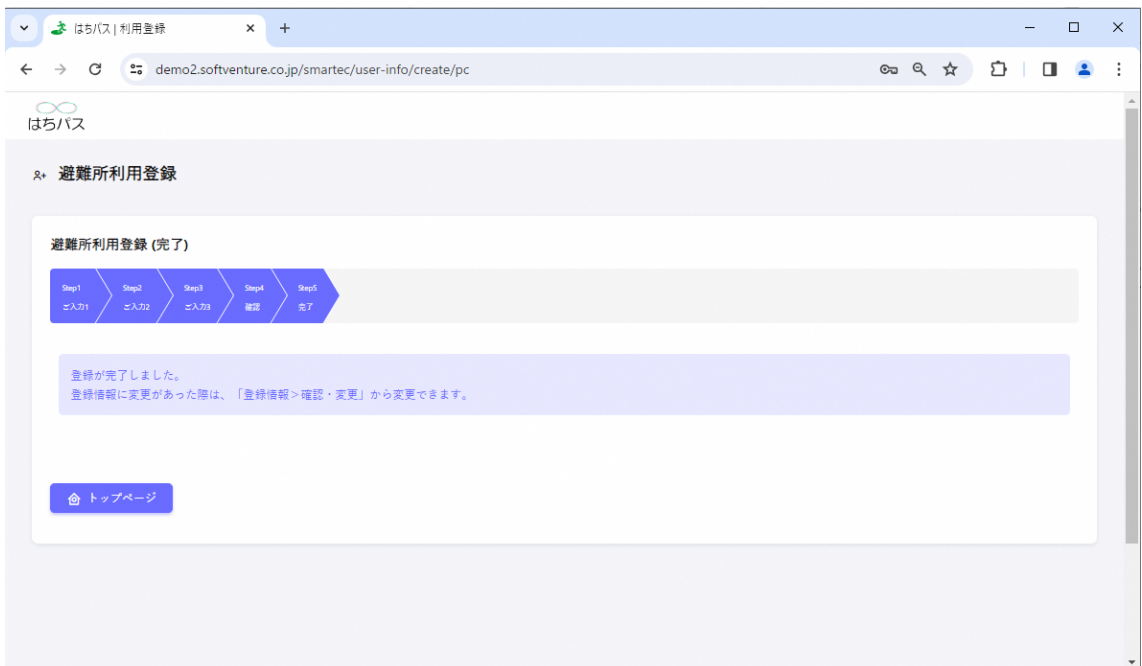 はちパス | 利用登録
demo2.softventure.co.jp/smartec/user-info/create/pc
はちパス
避難所利用登録
避難所利用登録 (完了)
Step1
Step2
Step3
Step4
Step5
ご入力1
ご入力2
ご入力3
確認
完了
登録が完了しました。
登録情報に変更があった際は、「登録情報＞確認・変更」から変更できます。
トップページ